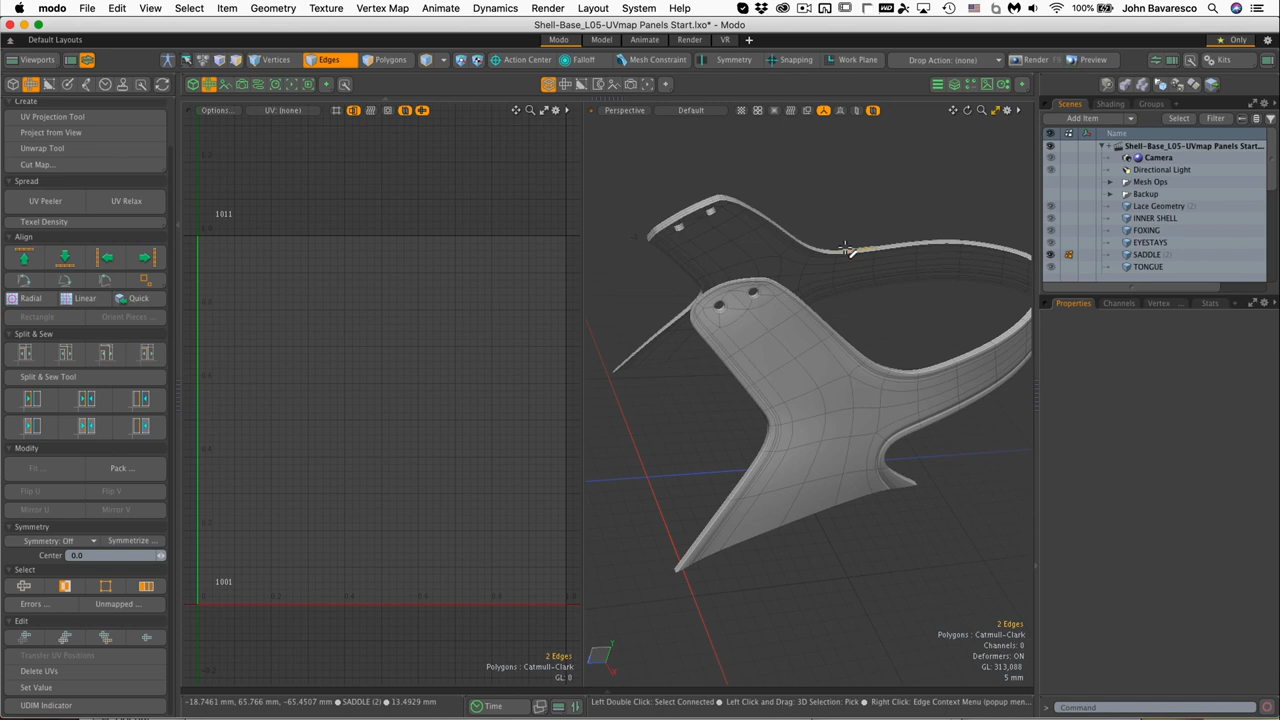 modo File Edit View Select Item Geometry Texture Vertex Map Animate Dynamics Render Layout System Help 100% John Bavaresco
Shell-Base_L05-UVmap Panels Start.lxo* - Modo
Default Layouts Modo Model Animate Render VR Only
Viewports Vertices Edges Polygons Action Center Falloff Mesh Constraint Symmetry Snapping Work Plane Drop Action: (none) Render Preview Kits
Create
UV Projection Tool
Project from View
Unwrap Tool
Cut Map...
Spread
UV Peeler UV Relax
Texel Density
Align
Radial Linear Quick
Rectangle Orient Pieces ...
Split & Sew
Split & Sew Tool
Modify
Fit ... Pack ...
Flip U Flip V
Mirror U Mirror V
Symmetry
Symmetry: Off Symmetrize ...
Center 0.0
Select
Errors ... Unmapped ...
Edit
Transfer UV Positions
Delete UVs
Set Value
UDIM Indicator
Options... UV: (none)
1011
1001
2 Edges
Polygons : Catmull-Clark
GL: 0
Perspective Default
2 Edges
Polygons : Catmull-Clark
Channels: 0
Deformers: ON
GL: 313,088
5 mm
Scenes Shading Groups
Add Item Select Filter
Name
Shell-Base_L05-UVmap Panels Start...
Camera
Directional Light
Mesh Ops
Backup
Lace Geometry (2)
INNER SHELL
FOXING
EYESTAYS
SADDLE (2)
TONGUE
Properties Channels Vertex ... Stats
-18.7461 mm, 65.766 mm, -65.4507 mm SADDLE (2) 13.4929 mm Time Left Double Click: Select Connected Left Click and Drag: 3D Selection: Pick Right Click: Edge Context Menu (popup men... Command